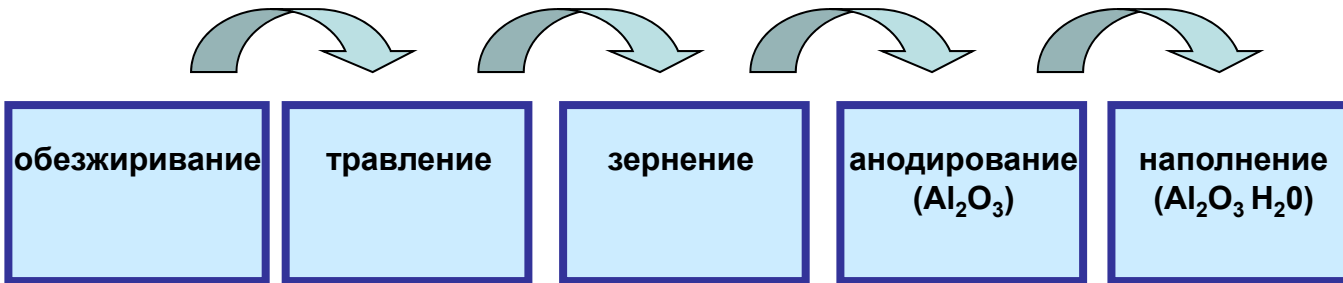 обезжиривание
травление
зернение
анодирование
(Al₂O₃)
наполнение
(Al₂O₃ H₂0)